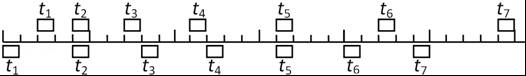 t₁ t₂ t₃ t₄ t₅ t₆ t₇
t₁ t₂ t₃ t₄ t₅ t₆ t₇